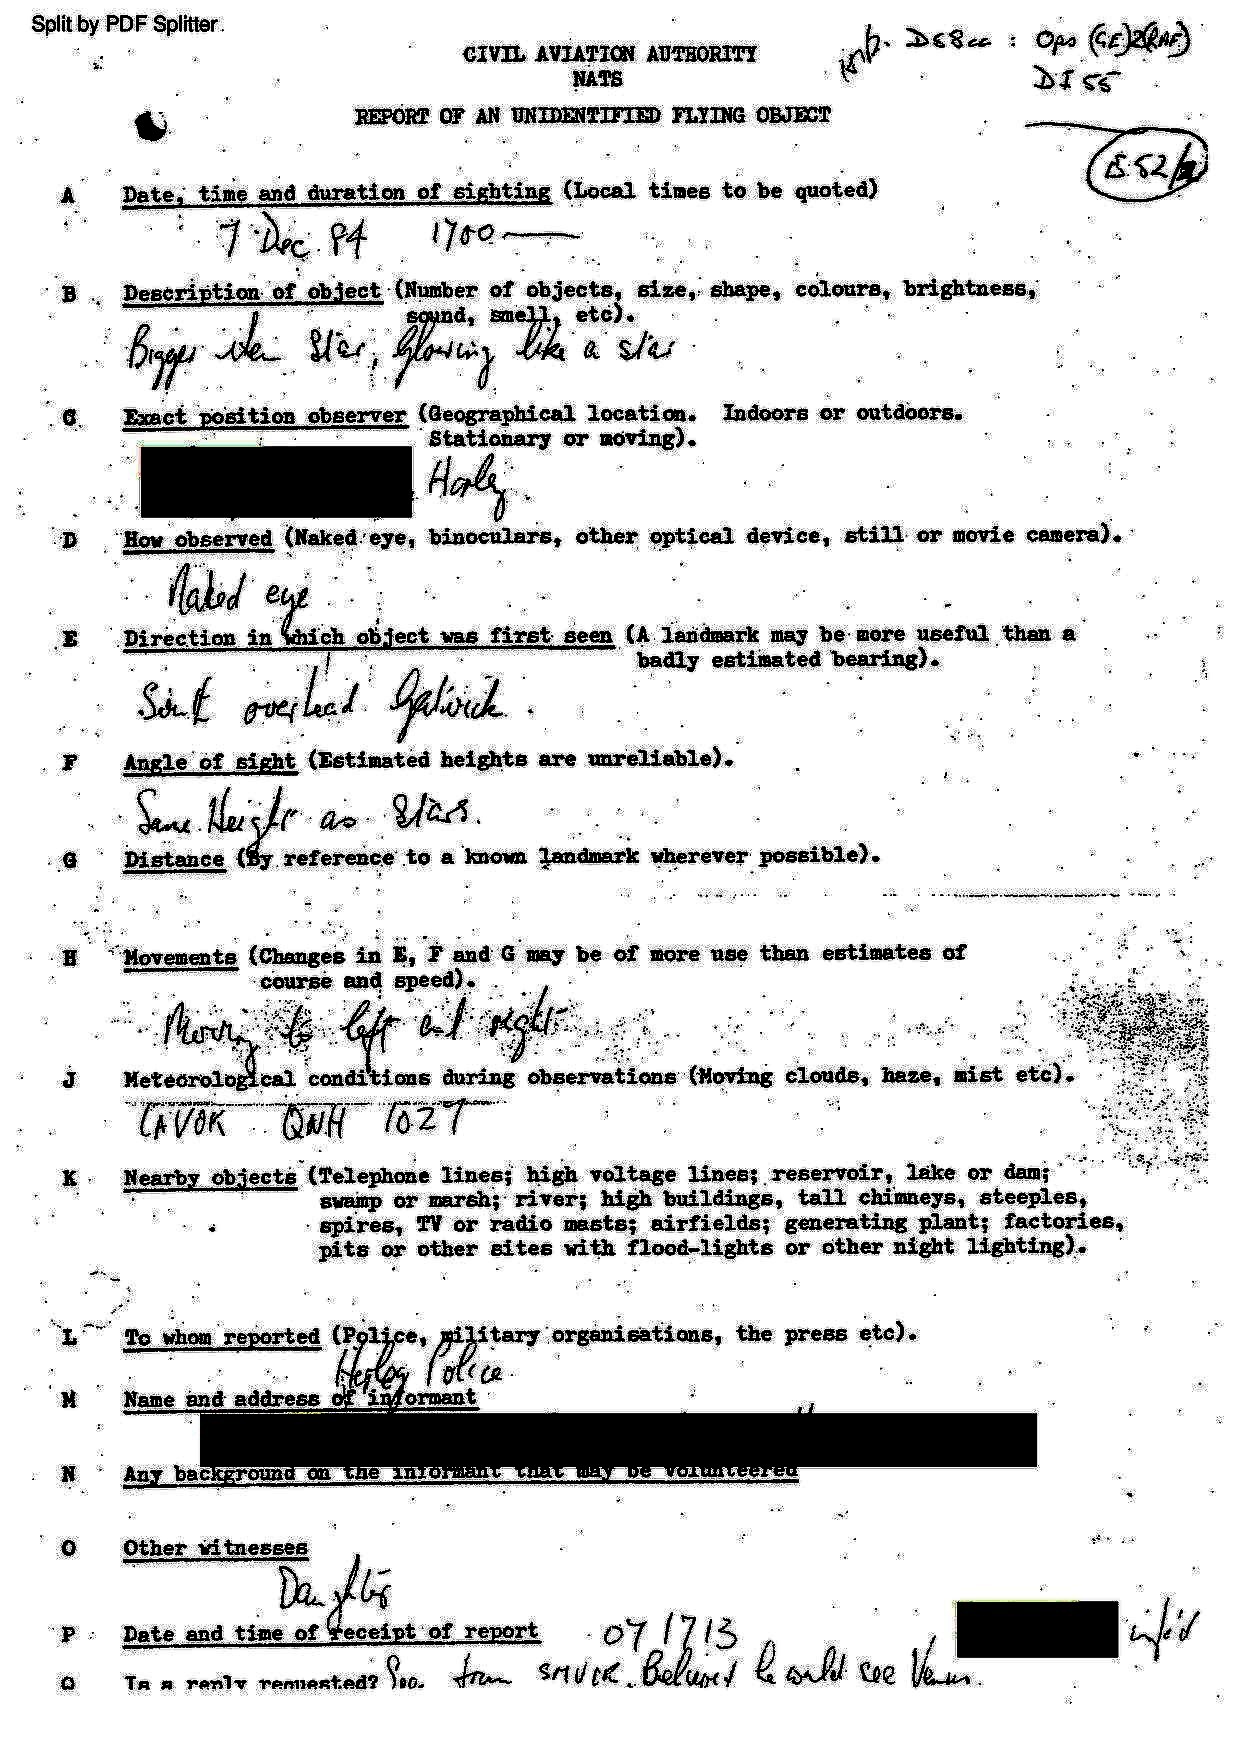 Split by PDF Splitter.
CIVIL AVIATION AUTHORITY
NATS
REPORT OF AN UNIDENTIFIED FLYING OBJECT
DS8cc : Ops (GE)2(RAF)
DI 55
A Date, time and duration of sighting (Local times to be quoted)
7 Dec 84 1700
B Description of object (Number of objects, size, shape, colours, brightness,
sound, smell, etc).
Bigger then Star, Glowing like a star
C Exact position observer (Geographical location. Indoors or outdoors.
Stationary or moving).
Horley
D How observed (Naked eye, binoculars, other optical device, still or movie camera).
Naked eye
E Direction in which object was first seen (A landmark may be more useful than a
badly estimated bearing).
overhead Gatwick.
F Angle of sight (Estimated heights are unreliable).
Same Height as Stars.
G Distance (By reference to a known landmark wherever possible).
H Movements (Changes in E, F and G may be of more use than estimates of
course and speed).
Moving to left and right
J Meteorological conditions during observations (Moving clouds, haze, mist etc).
CAVOK QNH 1027
K Nearby objects (Telephone lines; high voltage lines; reservoir, lake or dam;
swamp or marsh; river; high buildings, tall chimneys, steeples,
spires, TV or radio masts; airfields; generating plant; factories,
pits or other sites with flood-lights or other night lighting).
L To whom reported (Police, military organisations, the press etc).
Horley Police
M Name and address of informant
N Any background on the informant that may be volunteered
O Other witnesses
Daughter
P Date and time of receipt of report 07 1713 inf'd
Q Is a reply requested? from Believed he could see Venus.